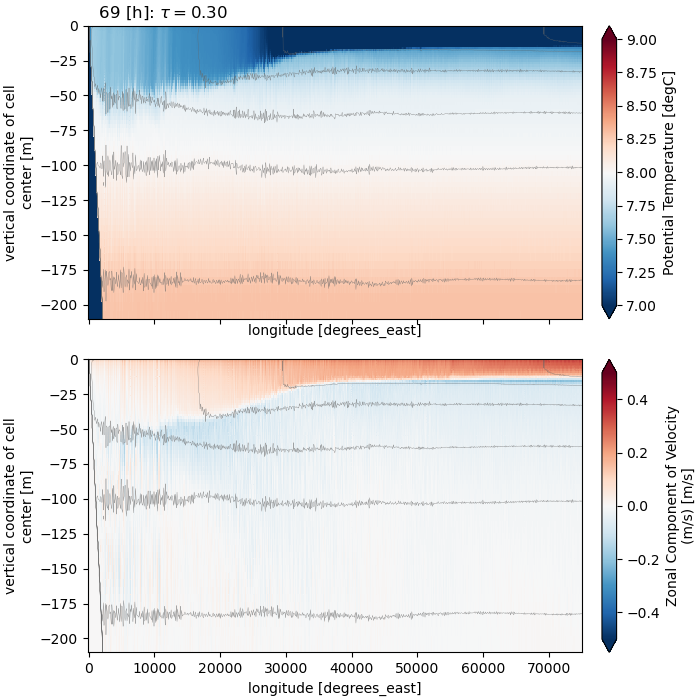 69 [h]: τ = 0.30
0
−25
−50
−75
−100
−125
−150
−175
−200
vertical coordinate of cell
center [m]
longitude [degrees_east]
9.00
8.75
8.50
8.25
8.00
7.75
7.50
7.25
7.00
Potential Temperature [degC]
0
−25
−50
−75
−100
−125
−150
−175
−200
vertical coordinate of cell
center [m]
0 10000 20000 30000 40000 50000 60000 70000
longitude [degrees_east]
0.4
0.2
0.0
−0.2
−0.4
Zonal Component of Velocity
(m/s) [m/s]